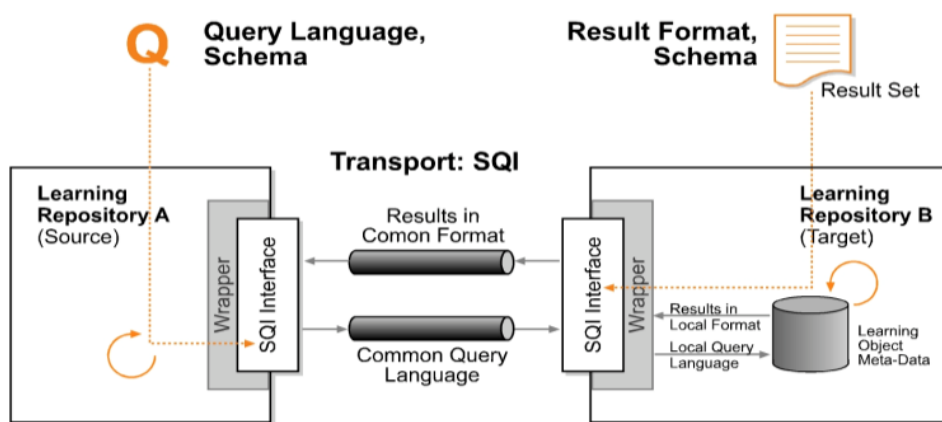 Q
Query Language,
Schema
Result Format,
Schema
Result Set
Transport: SQI
Learning
Repository A
(Source)
Wrapper
SQI Interface
Results in
Comon Format
Common Query
Language
SQI Interface
Wrapper
Learning
Repository B
(Target)
Results in
Local Format
Local Query
Language
Learning
Object
Meta-Data